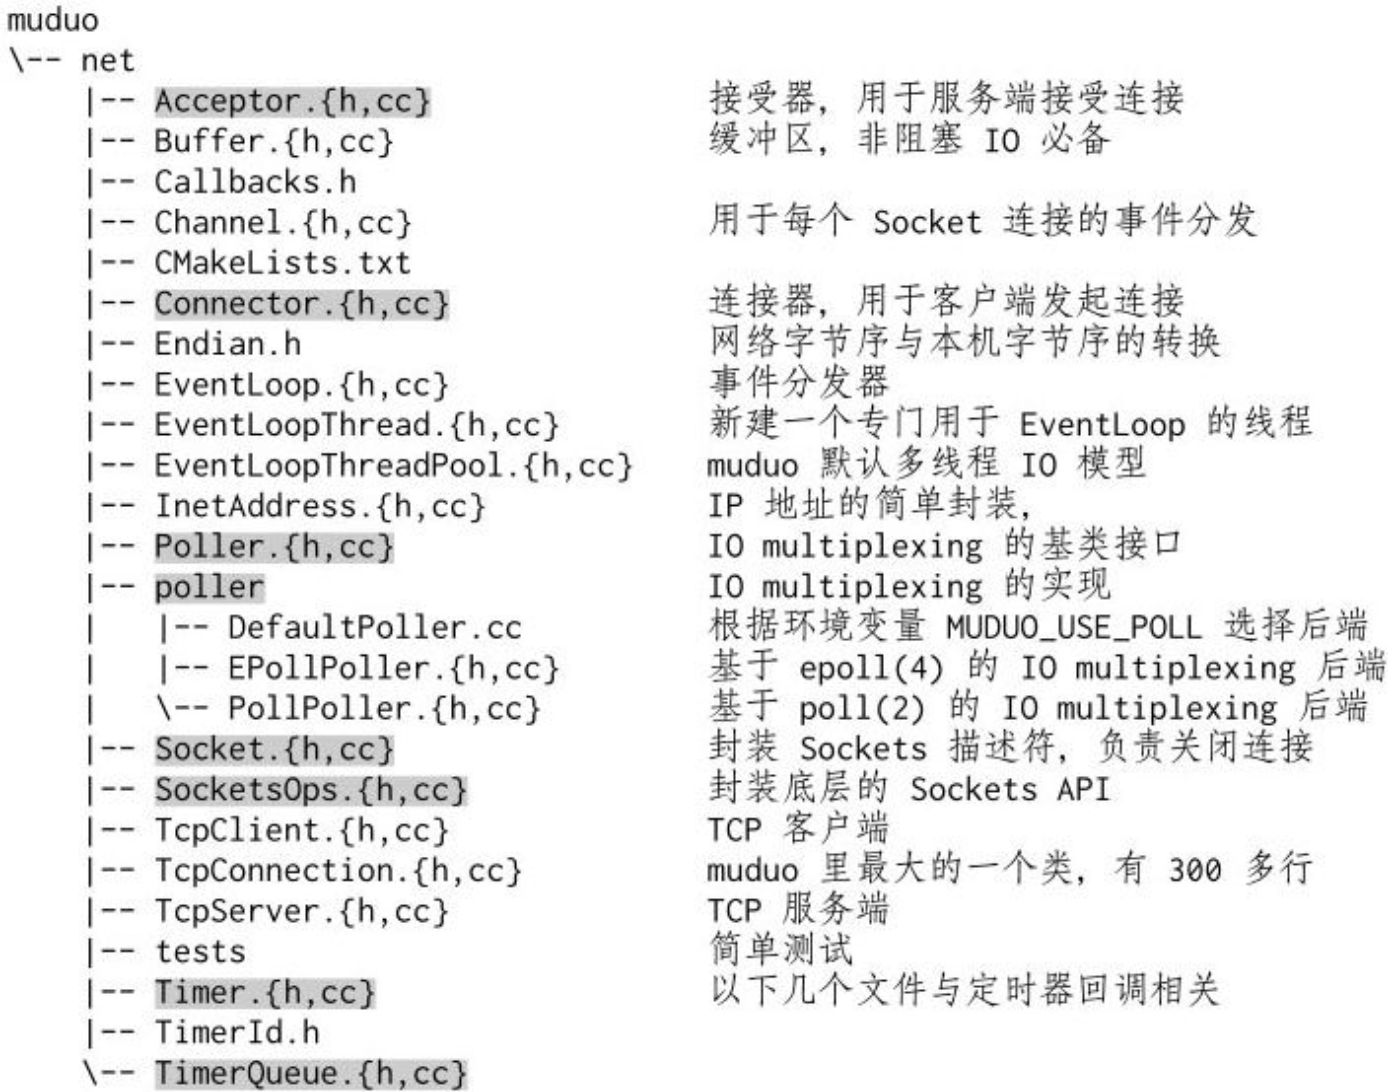 muduo
\-- net
    |-- Acceptor.{h,cc}               接受器, 用于服务端接受连接
    |-- Buffer.{h,cc}                 缓冲区, 非阻塞 IO 必备
    |-- Callbacks.h
    |-- Channel.{h,cc}                用于每个 Socket 连接的事件分发
    |-- CMakeLists.txt
    |-- Connector.{h,cc}              连接器, 用于客户端发起连接
    |-- Endian.h                      网络字节序与本机字节序的转换
    |-- EventLoop.{h,cc}              事件分发器
    |-- EventLoopThread.{h,cc}        新建一个专门用于 EventLoop 的线程
    |-- EventLoopThreadPool.{h,cc}    muduo 默认多线程 IO 模型
    |-- InetAddress.{h,cc}            IP 地址的简单封装,
    |-- Poller.{h,cc}                 IO multiplexing 的基类接口
    |-- poller                        IO multiplexing 的实现
    |   |-- DefaultPoller.cc          根据环境变量 MUDUO_USE_POLL 选择后端
    |   |-- EPollPoller.{h,cc}        基于 epoll(4) 的 IO multiplexing 后端
    |   \-- PollPoller.{h,cc}         基于 poll(2) 的 IO multiplexing 后端
    |-- Socket.{h,cc}                 封装 Sockets 描述符, 负责关闭连接
    |-- SocketsOps.{h,cc}             封装底层的 Sockets API
    |-- TcpClient.{h,cc}              TCP 客户端
    |-- TcpConnection.{h,cc}          muduo 里最大的一个类, 有 300 多行
    |-- TcpServer.{h,cc}              TCP 服务端
    |-- tests                         简单测试
    |-- Timer.{h,cc}                  以下几个文件与定时器回调相关
    |-- TimerId.h
    \-- TimerQueue.{h,cc}